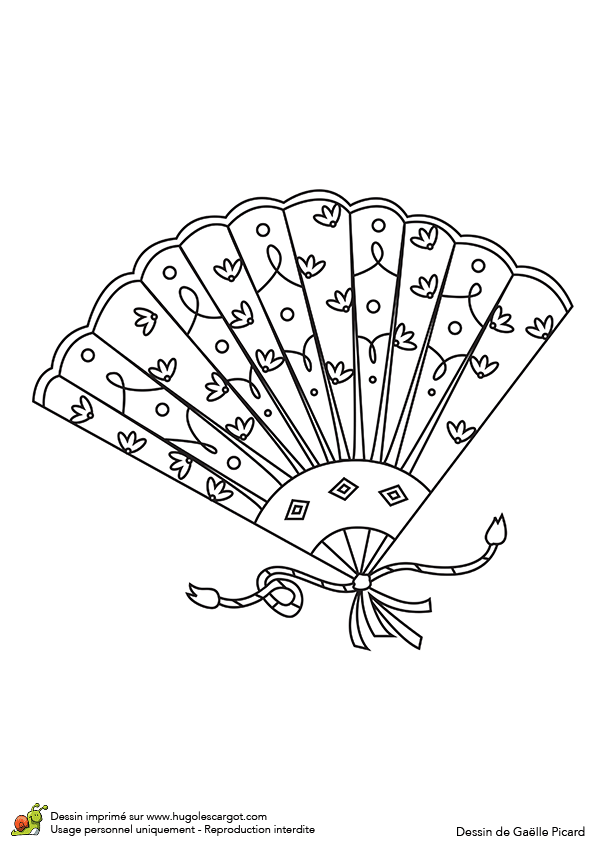 Dessin imprimé sur www.hugolescargot.com
Usage personnel uniquement - Reproduction interdite
Dessin de Gaëlle Picard